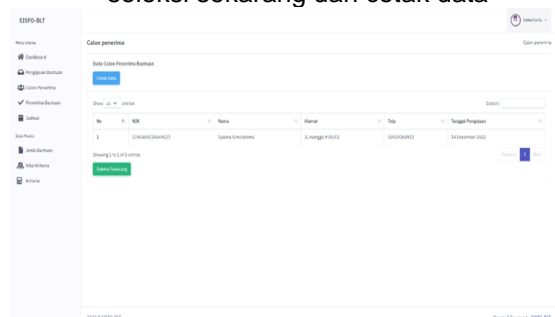 seleksi sekarang dan cetak data
SISFO-BLT
Menu Utama
Calon penerima
Calon penerima
Dashboard
Pengajuan Bantuan
Calon Penerima
Penerima Bantuan
Jadwal
Data Master
Jenis Bantuan
Nilai Kriteria
Kriteria
Data Calon Penerima Bantuan
Cetak Data
Show 10 entries
Search:
No NIK Nama Alamat Telp Tanggal Pengajuan
1 14 Desember 2022
Showing 1 to 1 of 1 entries
Previous 1 Next
Seleksi Sekarang